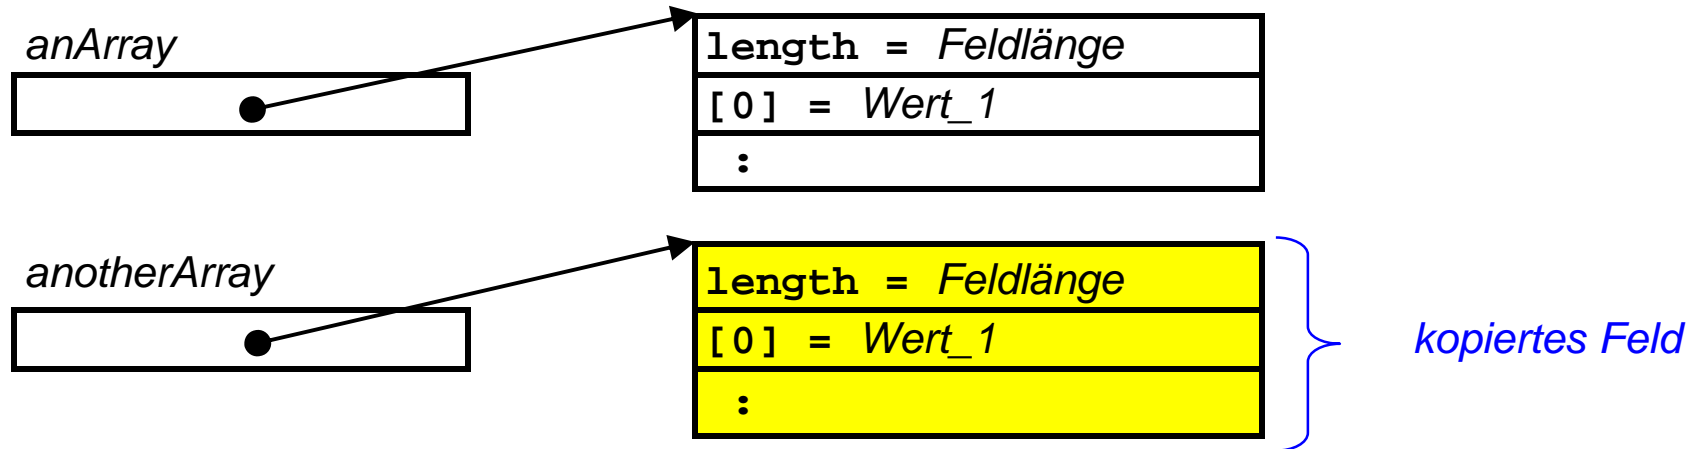 anArray
length = Feldlänge
[0] = Wert_1
:
anotherArray
length = Feldlänge
[0] = Wert_1
:
kopiertes Feld